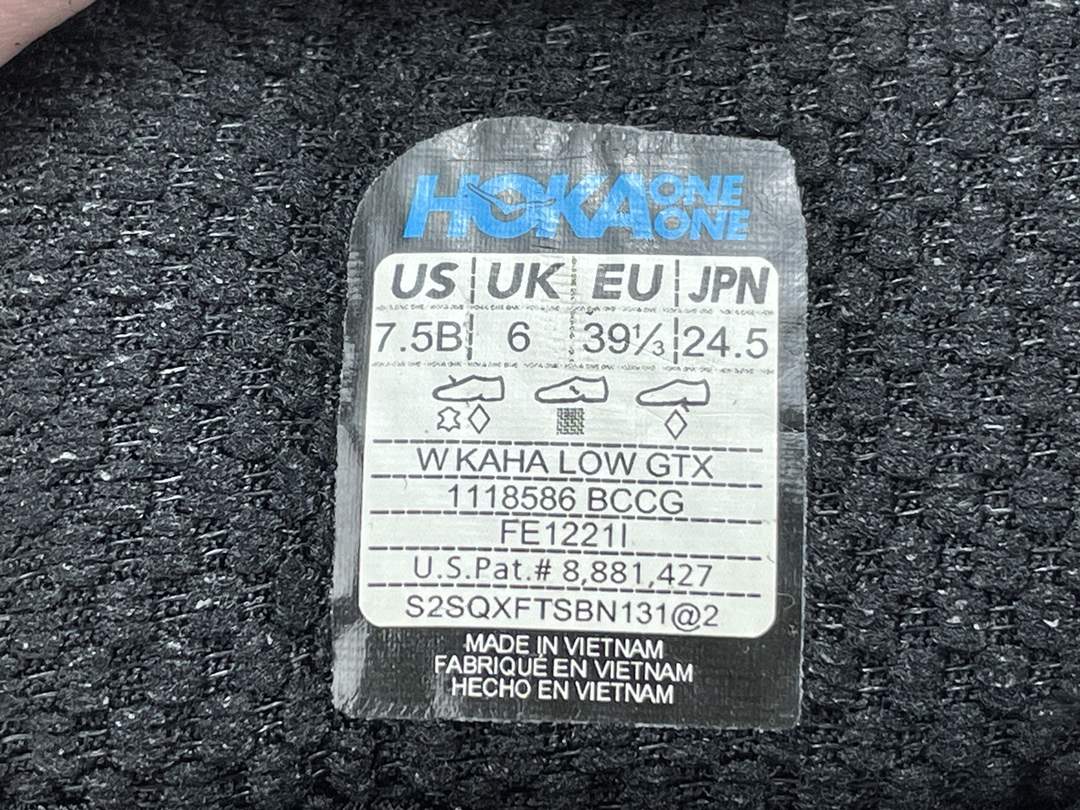 HOKA ONE ONE
US UK EU JPN
7.5B 6 39⅓ 24.5
W KAHA LOW GTX
1118586 BCCG
FE1221I
U.S.Pat.# 8,881,427
S2SQXFTSBN131@2
MADE IN VIETNAM
FABRIQUÉ EN VIETNAM
HECHO EN VIETNAM